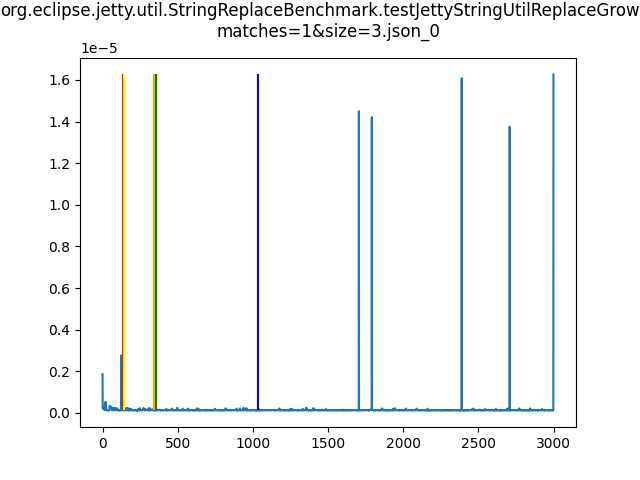 org.eclipse.jetty.util.StringReplaceBenchmark.testJettyStringUtilReplaceGrow
matches=1&size=3.json_0
1e−5
1.6
1.4
1.2
1.0
0.8
0.6
0.4
0.2
0.0
0 500 1000 1500 2000 2500 3000